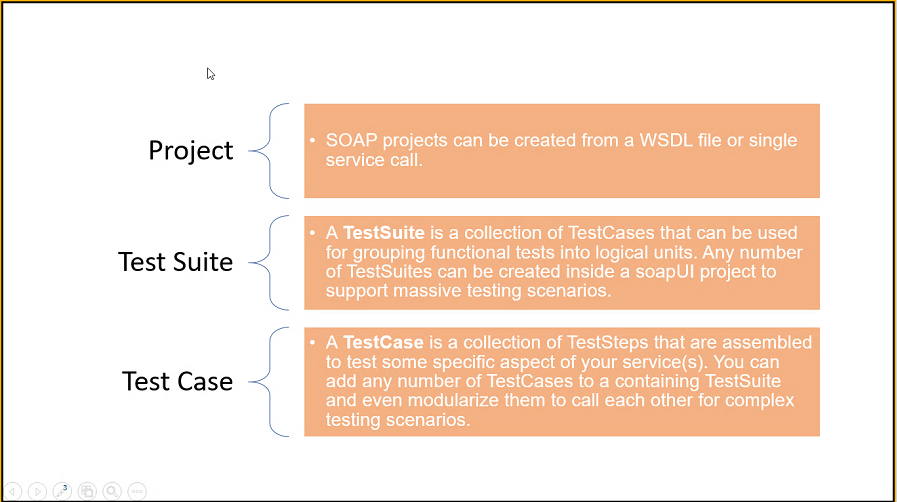 Project
• SOAP projects can be created from a WSDL file or single
service call.
Test Suite
• A TestSuite is a collection of TestCases that can be used
for grouping functional tests into logical units. Any number
of TestSuites can be created inside a soapUI project to
support massive testing scenarios.
Test Case
• A TestCase is a collection of TestSteps that are assembled
to test some specific aspect of your service(s). You can
add any number of TestCases to a containing TestSuite
and even modularize them to call each other for complex
testing scenarios.
3